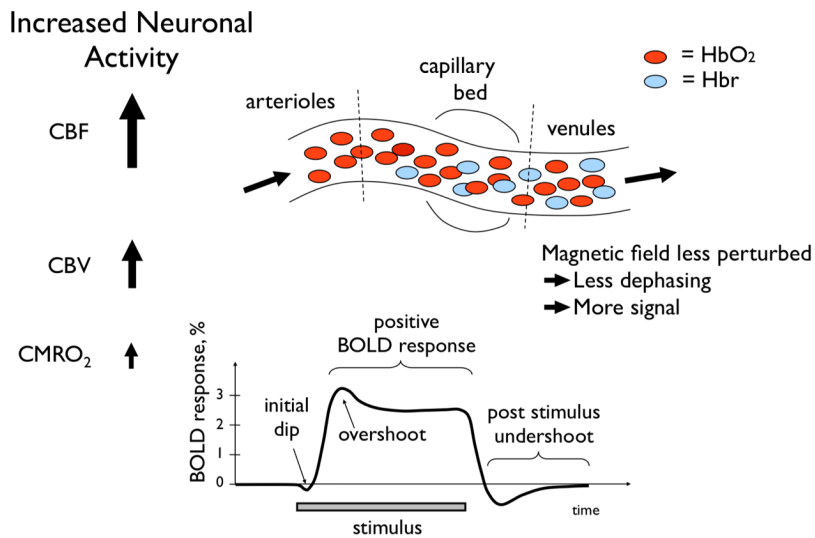 Increased Neuronal
Activity
CBF
CBV
CMRO₂
arterioles
capillary
bed
venules
= HbO₂
= Hbr
Magnetic field less perturbed
Less dephasing
More signal
BOLD response, %
3
2
1
0
initial
dip
positive
BOLD response
overshoot
post stimulus
undershoot
time
stimulus